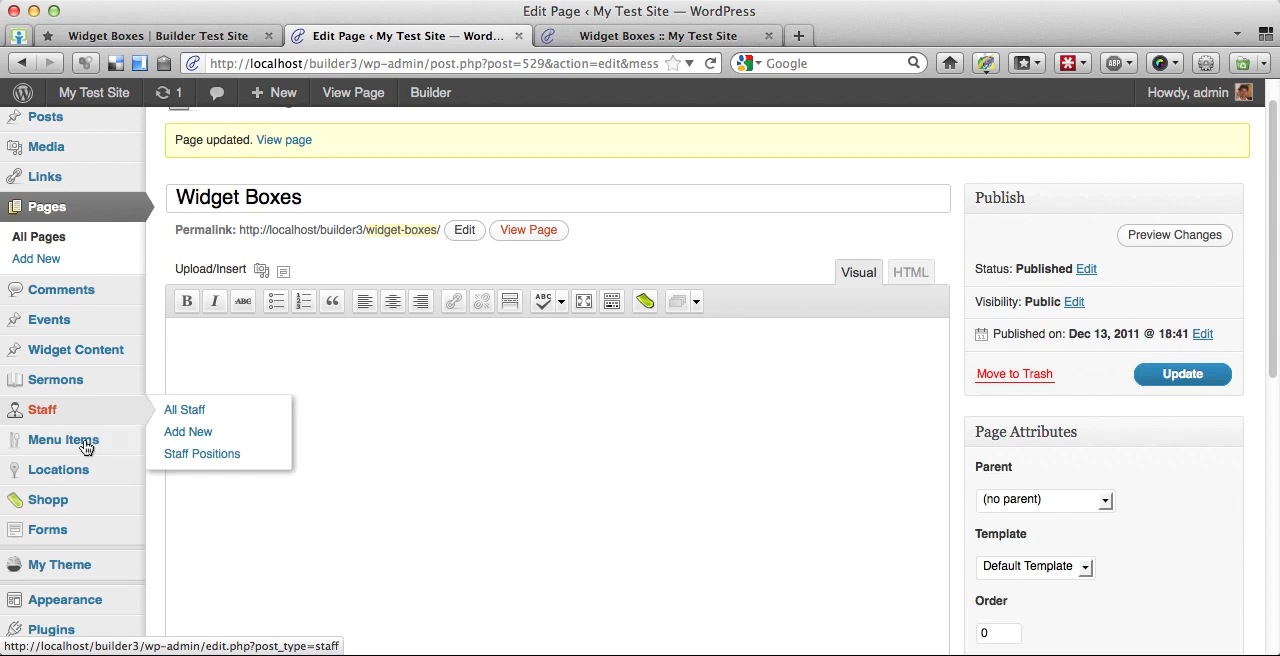 Edit Page ‹ My Test Site — WordPress
Widget Boxes | Builder Test Site
Edit Page ‹ My Test Site — Word...
Widget Boxes :: My Test Site
http://localhost/builder3/wp-admin/post.php?post=529&action=edit&mess
Google
ABP
My Test Site
1
New
View Page
Builder
Howdy, admin
Posts
Media
Links
Pages
All Pages
Add New
Comments
Events
Widget Content
Sermons
Staff
All Staff
Add New
Staff Positions
Menu Items
Locations
Shopp
Forms
My Theme
Appearance
Plugins
Page updated. View page
Widget Boxes
Permalink: http://localhost/builder3/widget-boxes/ Edit View Page
Upload/Insert
Visual HTML
B I ABC ABC
Publish
Preview Changes
Status: Published Edit
Visibility: Public Edit
Published on: Dec 13, 2011 @ 18:41 Edit
Move to Trash
Update
Page Attributes
Parent
(no parent)
Template
Default Template
Order
0
http://localhost/builder3/wp-admin/edit.php?post_type=staff